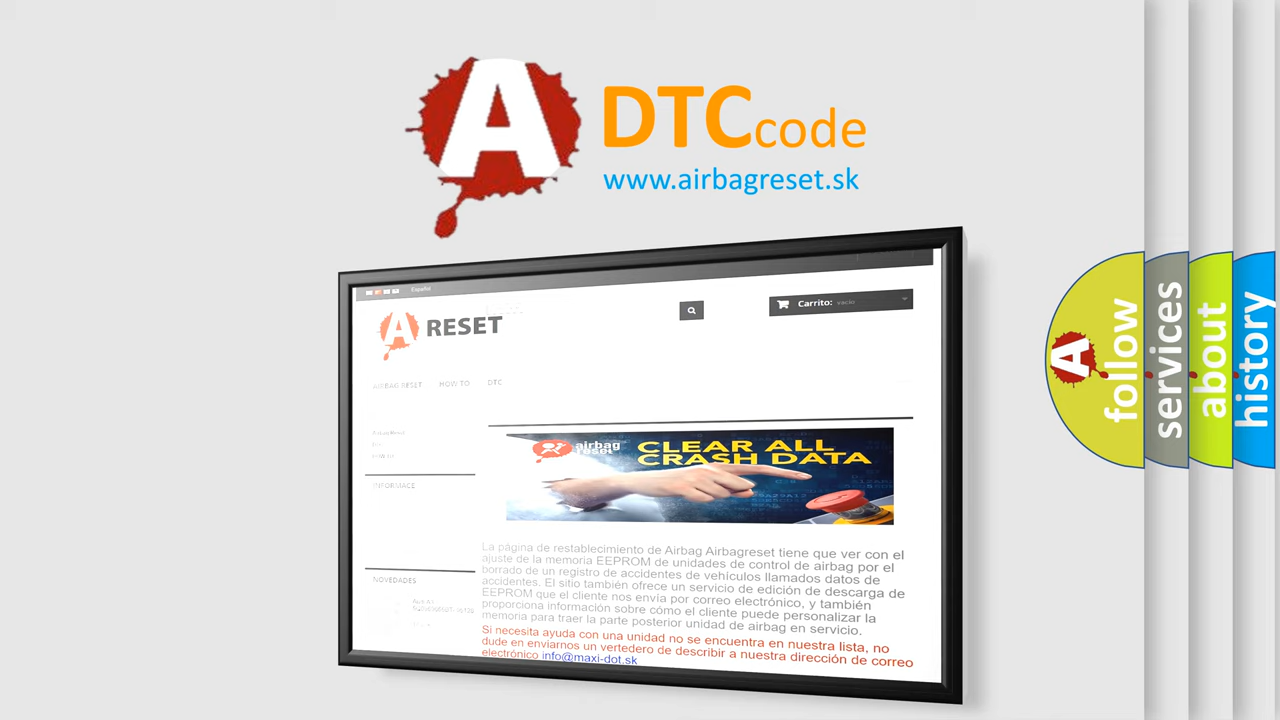 A DTC code
www.airbagreset.sk
Español
A RESET
Carrito: vacío
AIRBAG RESET HOW TO DTC
INFORMACE
NOVEDADES
airbag
reset
CLEAR ALL
CRASH DATA
La página de restablecimiento de Airbag Airbagreset tiene que ver con el
ajuste de la memoria EEPROM de unidades de control de airbag por el
borrado de un registro de accidentes de vehículos llamados datos de
accidentes. El sitio también ofrece un servicio de edición de descarga de
EEPROM que el cliente nos envía por correo electrónico, y también
proporciona información sobre cómo el cliente puede personalizar la
memoria para traer la parte posterior unidad de airbag en servicio.
Si necesita ayuda con una unidad no se encuentra en nuestra lista, no
dude en enviarnos un vertedero de describir a nuestra dirección de correo
electrónico info@maxi-dot.sk
A follow
services
about
history